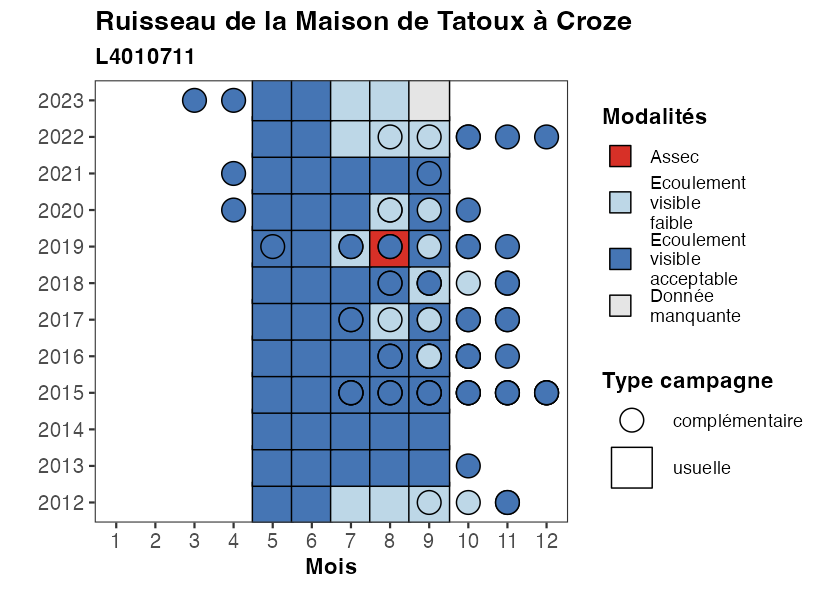 Ruisseau de la Maison de Tatoux à Croze
L4010711
2023
2022
2021
2020
2019
2018
2017
2016
2015
2014
2013
2012
1 2 3 4 5 6 7 8 9 10 11 12
Mois
Modalités
Assec
Ecoulement
visible
faible
Ecoulement
visible
acceptable
Donnée
manquante
Type campagne
complémentaire
usuelle